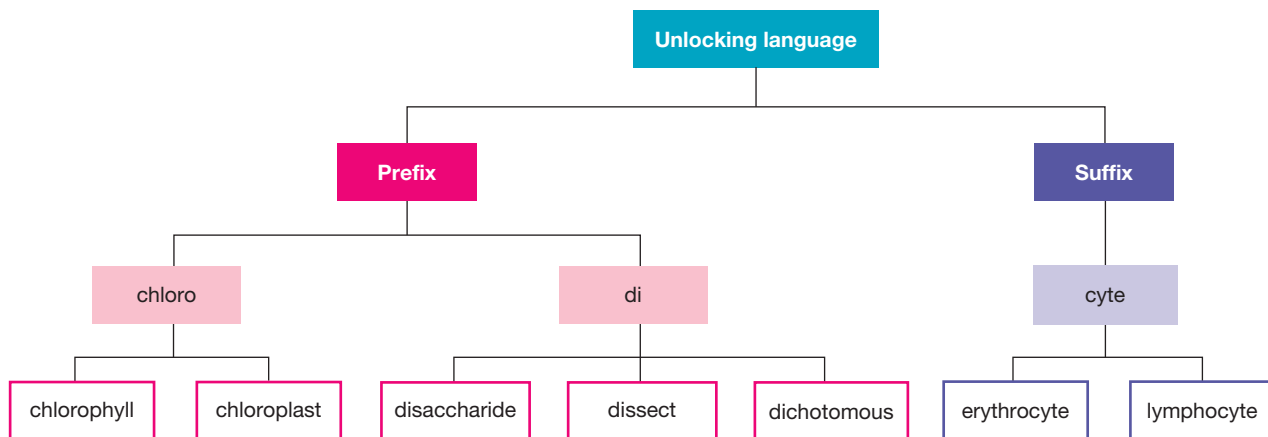 Unlocking language
Prefix
Suffix
chloro
di
cyte
chlorophyll
chloroplast
disaccharide
dissect
dichotomous
erythrocyte
lymphocyte